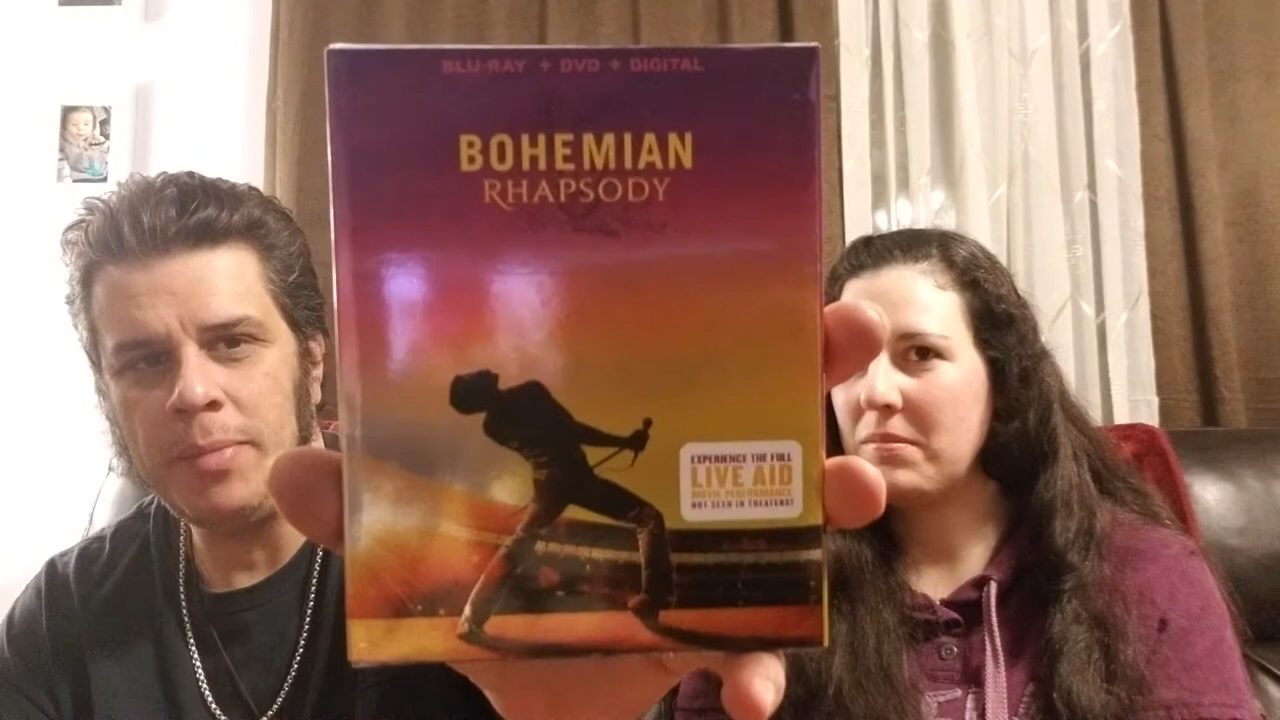 BLU-RAY + DVD + DIGITAL
BOHEMIAN
RHAPSODY
EXPERIENCE THE FULL
LIVE AID
MOVIE PERFORMANCE
NOT SEEN IN THEATERS!